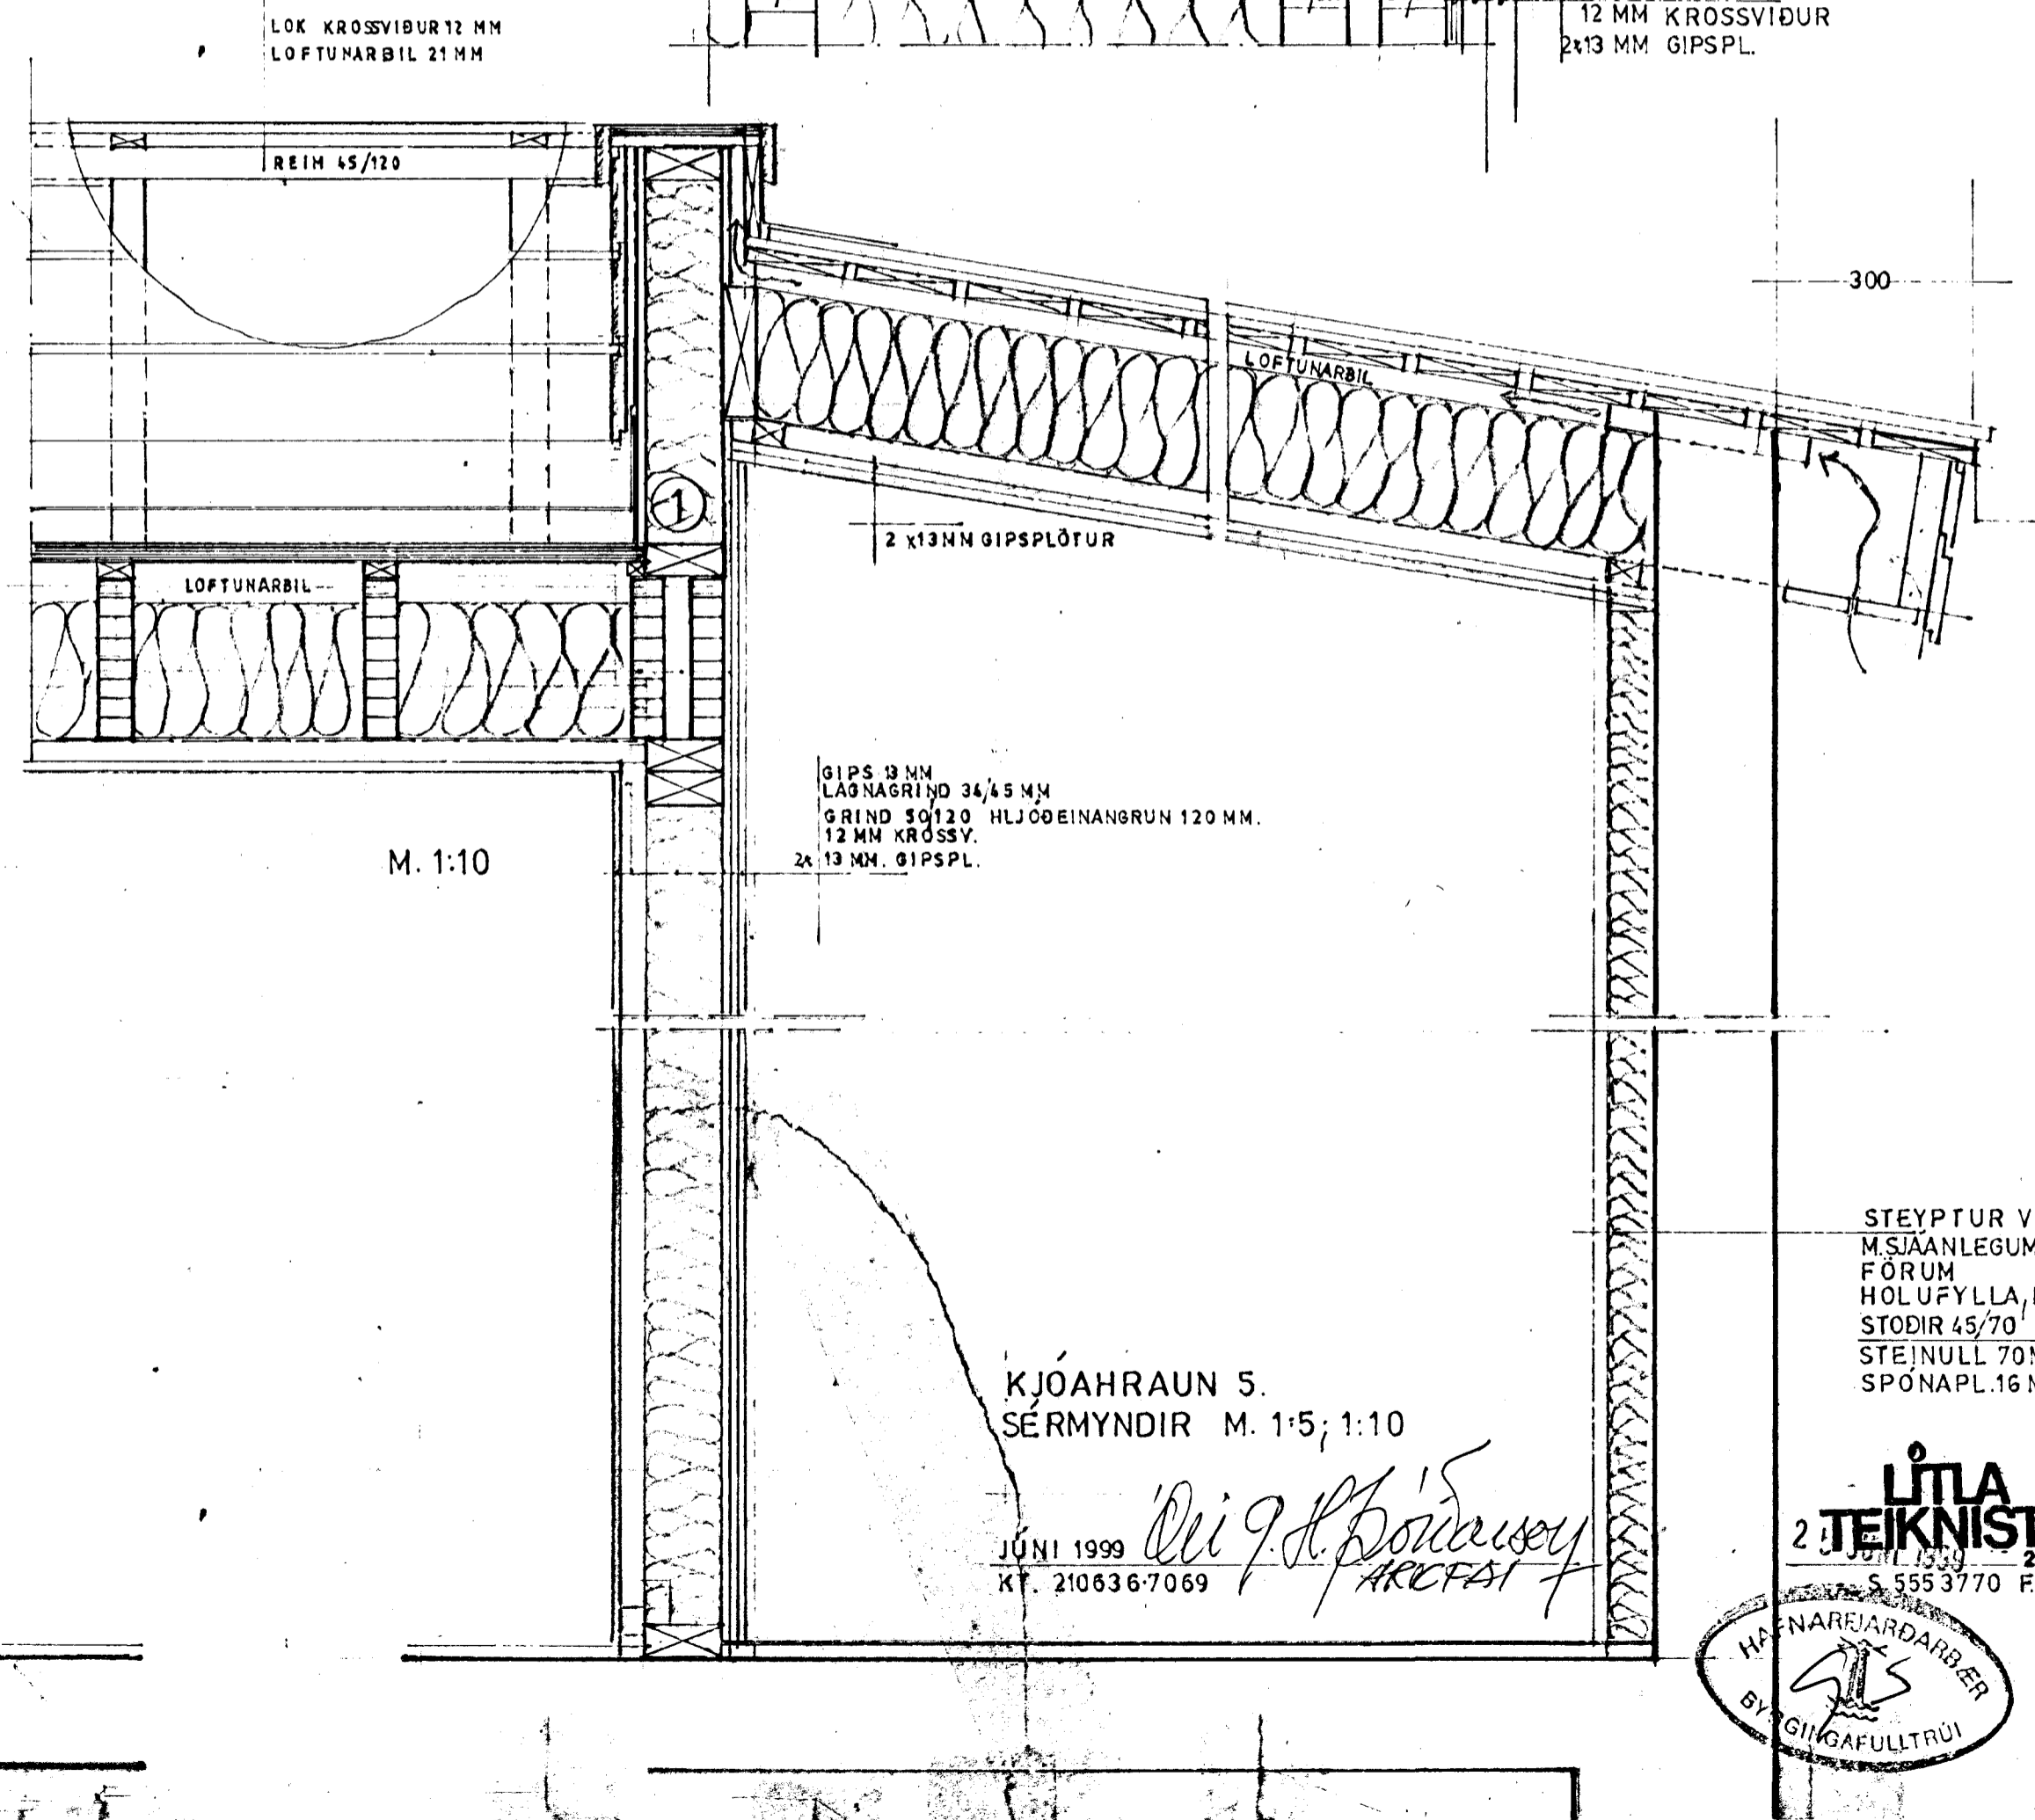 LOK KROSSVIÐUR 12 MM
LOFTUNARBIL 21 MM
12 MM KROSSVIÐUR
2x13 MM GIPSPL.
REIM 45/120
300
LOFTUNARBIL
1
2 x13MM GIPSPLÖTUR
LOFTUNARBIL
GIPS 13 MM
LAGNAGRIND 34/45 MM
GRIND 50/120 HLJÓÐEINANGRUN 120 MM.
12 MM KROSSV.
2x 13 MM. GIPSPL.
M. 1:10
STEYPTUR V
M.SJÁANLEGUM
FÖRUM
HOLUFYLLA,
STOÐIR 45/70
STEINULL 70
SPÓNAPL.16
KJÓAHRAUN 5.
SÉRMYNDIR M. 1:5; 1:10
JÚNI 1999
KT. 210636-7069
LITLA
TEIKNIST
S 555 3770 F.
HAFNARFJARÐARBÆR
BYGGINGAFULLTRÚI